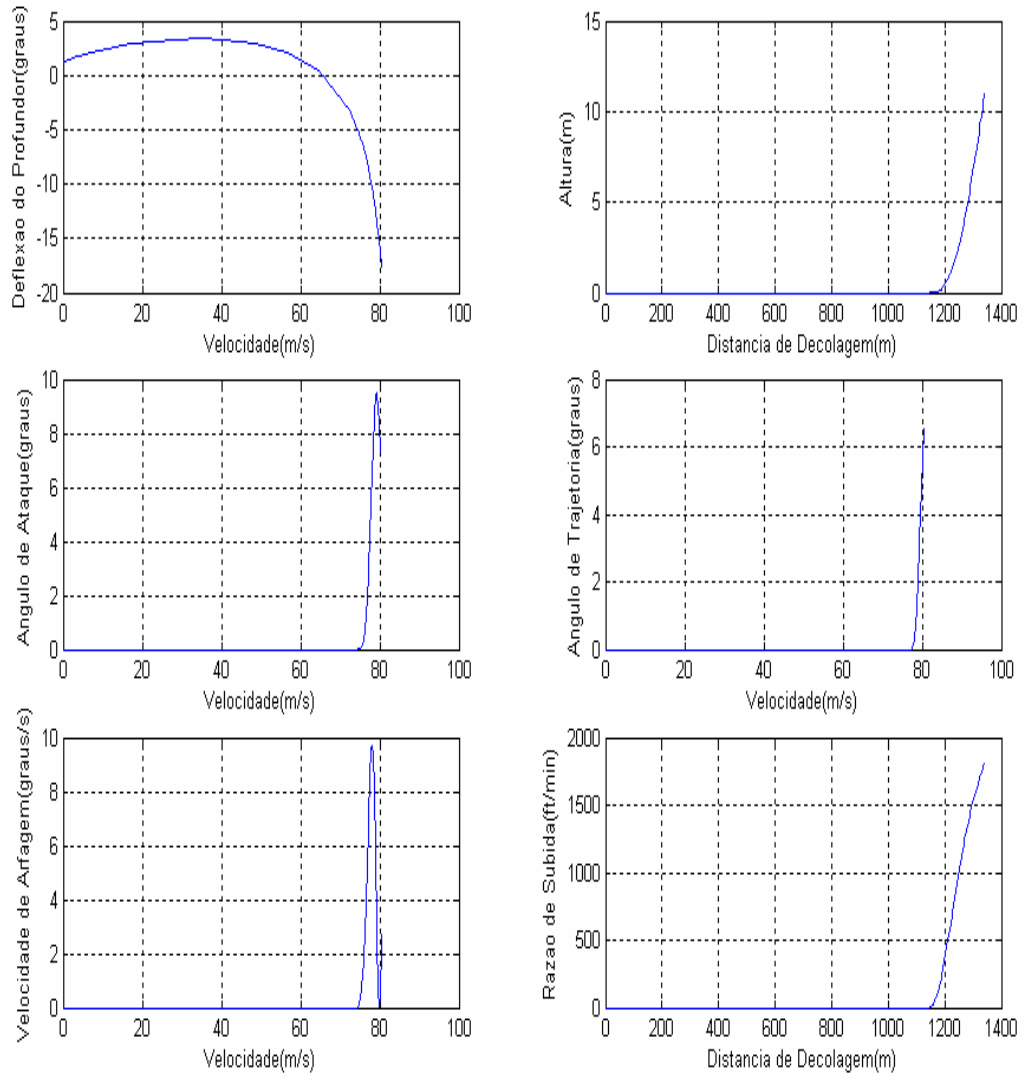 Deflexao do Profundor(graus)
5
0
-5
-10
-15
-20
0 20 40 60 80 100
Velocidade(m/s)
Altura(m)
15
10
5
0
0 200 400 600 800 1000 1200 1400
Distancia de Decolagem(m)
Angulo de Ataque(graus)
10
8
6
4
2
0
0 20 40 60 80 100
Velocidade(m/s)
Angulo de Trajetoria(graus)
8
6
4
2
0
0 20 40 60 80 100
Velocidade(m/s)
Velocidade de Arfagem(graus/s)
10
8
6
4
2
0
0 20 40 60 80 100
Velocidade(m/s)
Razao de Subida(ft/min)
2000
1500
1000
500
0
0 200 400 600 800 1000 1200 1400
Distancia de Decolagem(m)